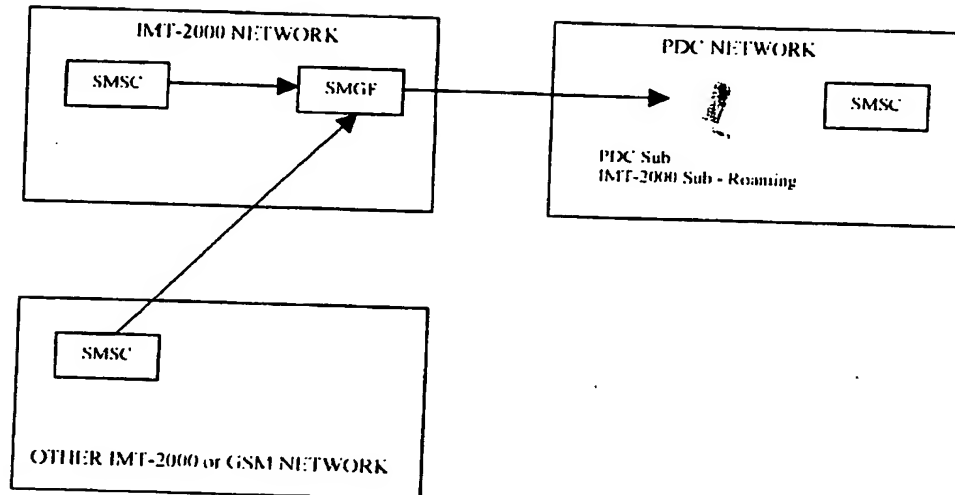 IMT-2000 NETWORK
SMSC
SMGF
PDC NETWORK
SMSC
PDC Sub
IMT-2000 Sub - Roaming
SMSC
OTHER IMT-2000 or GSM NETWORK